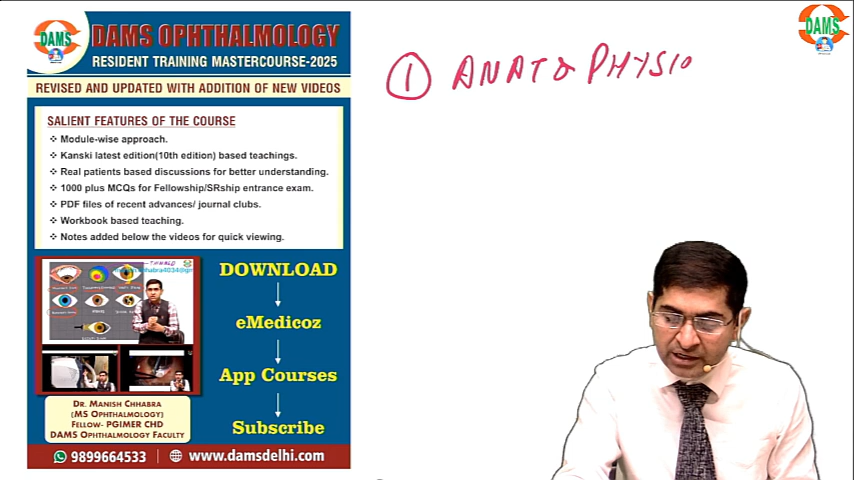 DAMS
DAMS OPHTHALMOLOGY
RESIDENT TRAINING MASTERCOURSE-2025
REVISED AND UPDATED WITH ADDITION OF NEW VIDEOS
SALIENT FEATURES OF THE COURSE
❖ Module-wise approach.
❖ Kanski latest edition(10th edition) based teachings.
❖ Real patients based discussions for better understanding.
❖ 1000 plus MCQs for Fellowship/SRship entrance exam.
❖ PDF files of recent advances/ journal clubs.
❖ Workbook based teaching.
❖ Notes added below the videos for quick viewing.
DOWNLOAD
eMedicoz
App Courses
Subscribe
DR. MANISH CHHABRA
(MS OPHTHALMOLOGY)
FELLOW- PGIMER CHD
DAMS OPHTHALMOLOGY FACULTY
9899664533 | www.damsdelhi.com
① ANAT & PHYSIO
DAMS